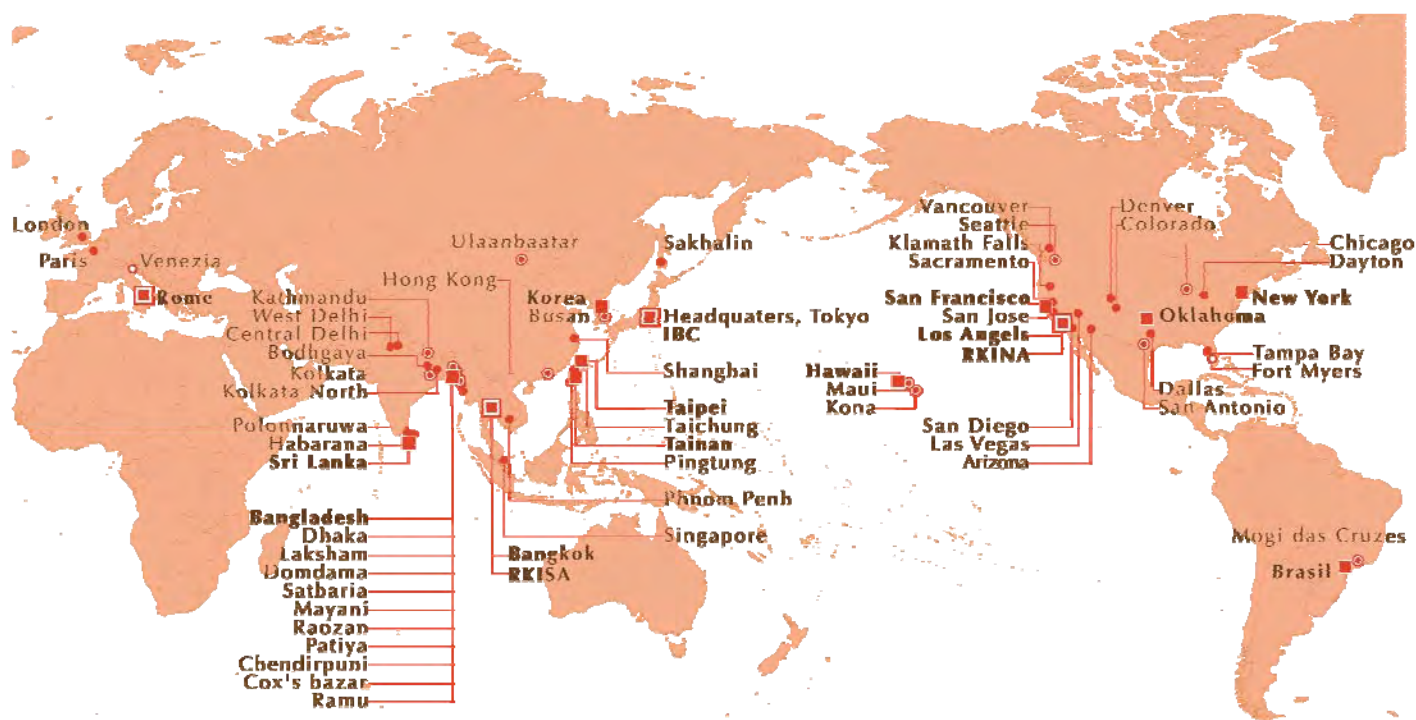 London
Paris
Venezia
Rome
Ulaanbaatar
Hong Kong
Kathmandu
West Delhi
Central Delhi
Bodhgaya
Kolkata
Kolkata North
Polonnaruwa
Habarana
Sri Lanka
Bangladesh
Dhaka
Laksham
Domdama
Satbaria
Mayani
Raozan
Patiya
Chendirpuni
Cox's bazar
Ramu
Korea
Busan
Sakhalin
Headquaters, Tokyo
IBC
Shanghai
Taipei
Taichung
Tainan
Pingtung
Phnom Penh
Singapore
Bangkok
RKISA
Vancouver
Seattle
Klamath Falls
Sacramento
San Francisco
San Jose
Los Angels
RKINA
Hawaii
Maui
Kona
San Diego
Las Vegas
Arizona
Denver
Colorado
Chicago
Dayton
New York
Oklahoma
Tampa Bay
Fort Myers
Dallas
San Antonio
Mogi das Cruzes
Brasil